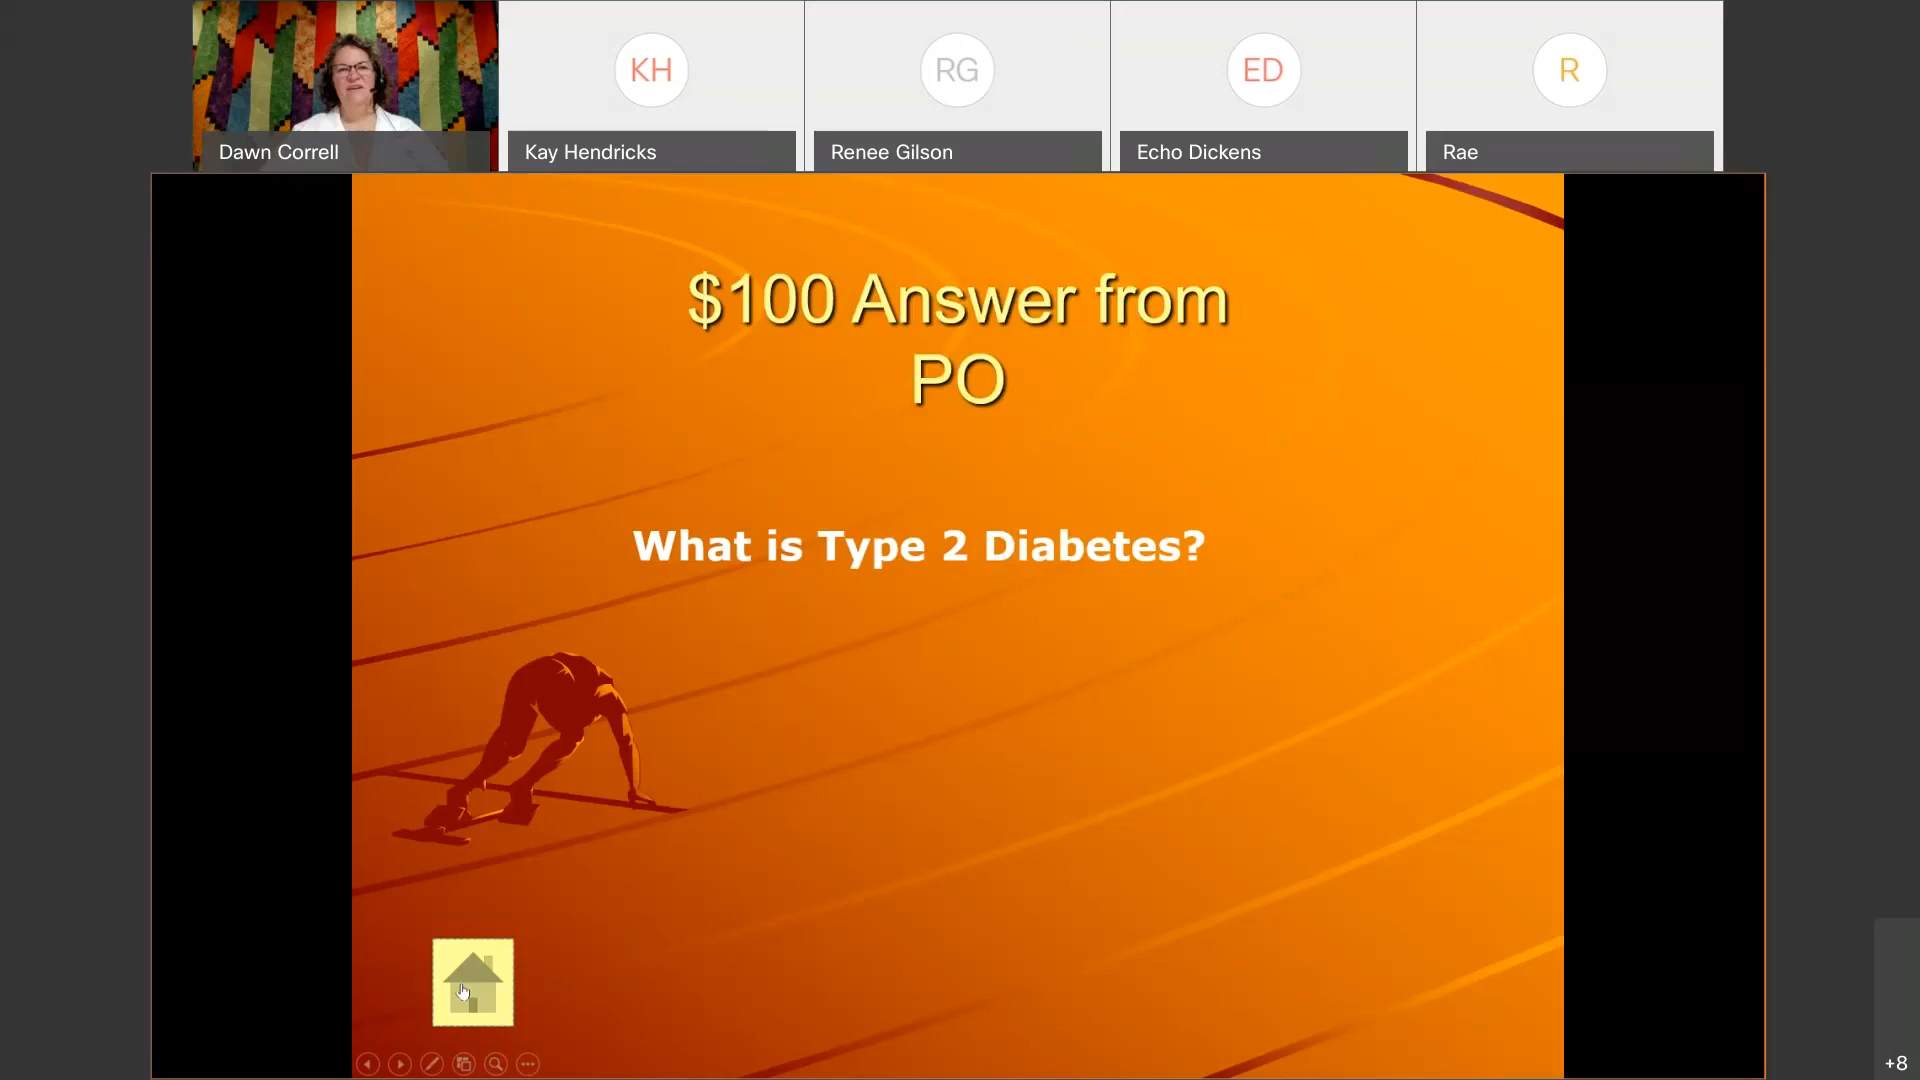 KH
RG
ED
R
Dawn Correll
Kay Hendricks
Renee Gilson
Echo Dickens
Rae
$100 Answer from
PO
What is Type 2 Diabetes?
+8